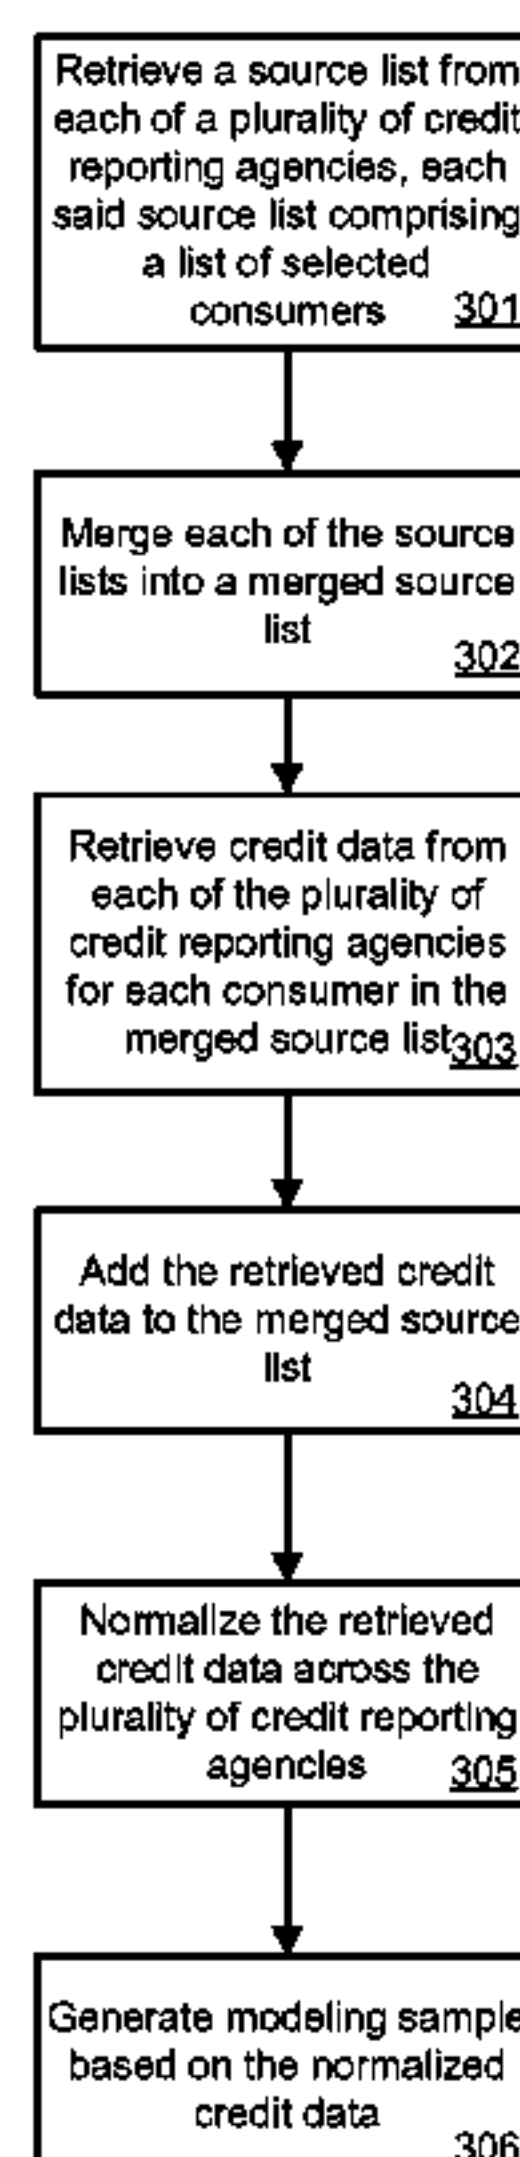 Retrieve a source list from
each of a plurality of credit
reporting agencies, each
said source list comprising
a list of selected
consumers 301
Merge each of the source
lists into a merged source
list
302
Retrieve credit data from
each of the plurality of
credit reporting agencies
for each consumer in the
merged source list 303
Add the retrieved credit
data to the merged source
list
304
Normalize the retrieved
credit data across the
plurality of credit reporting
agencies 305
Generate modeling sample
based on the normalized
credit data
306